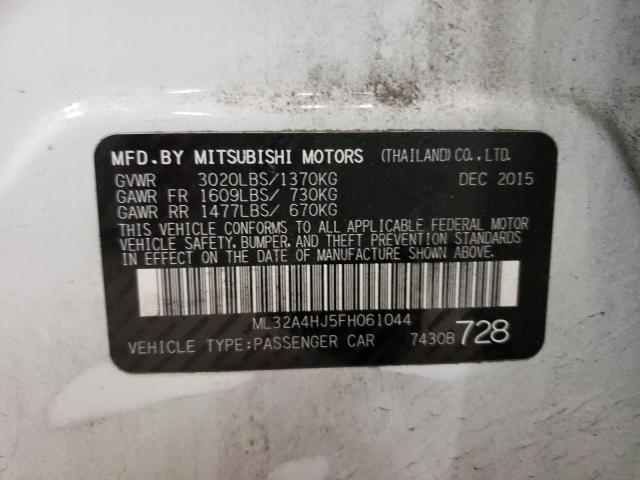 MFD.BY MITSUBISHI MOTORS (THAILAND) CO., LTD.
GVWR 3020LBS/1370KG DEC 2015
GAWR FR 1609LBS/ 730KG
GAWR RR 1477LBS/ 670KG
THIS VEHICLE CONFORMS TO ALL APPLICABLE FEDERAL MOTOR
VEHICLE SAFETY, BUMPER, AND THEFT PREVENTION STANDARDS
IN EFFECT ON THE DATE OF MANUFACTURE SHOWN ABOVE.
ML32A4HJ5FH061044
VEHICLE TYPE:PASSENGER CAR 7430B 728